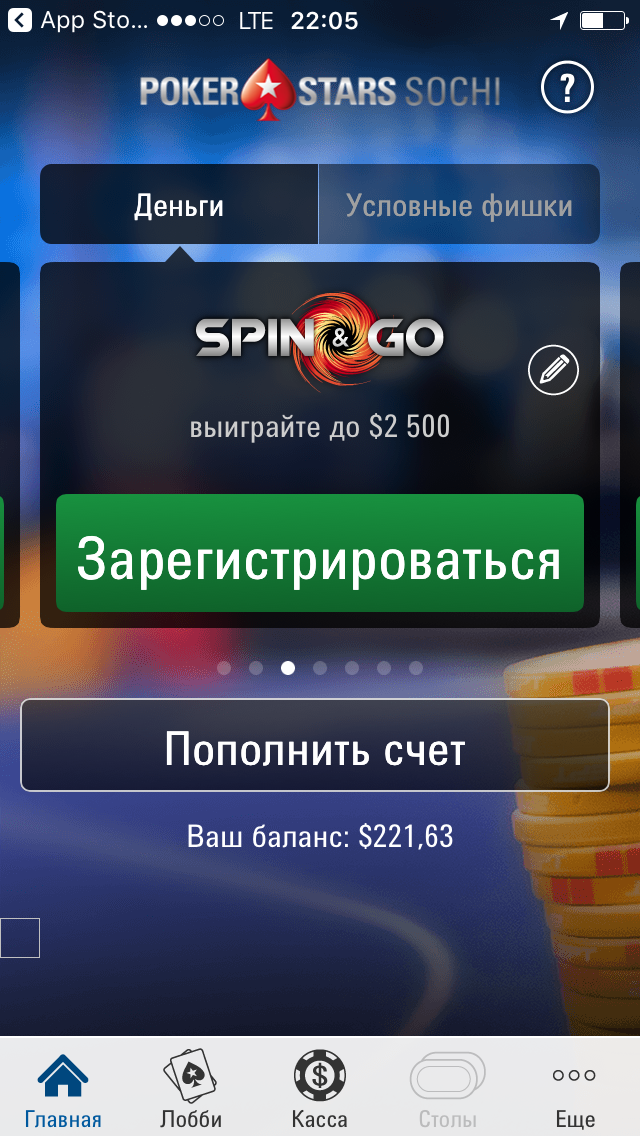 App Sto... LTE 22:05
POKER STARS SOCHI ?
Деньги Условные фишки
SPIN & GO
выиграйте до $2 500
Зарегистрироваться
Пополнить счет
Ваш баланс: $221,63
Главная Лобби Касса Столы Еще